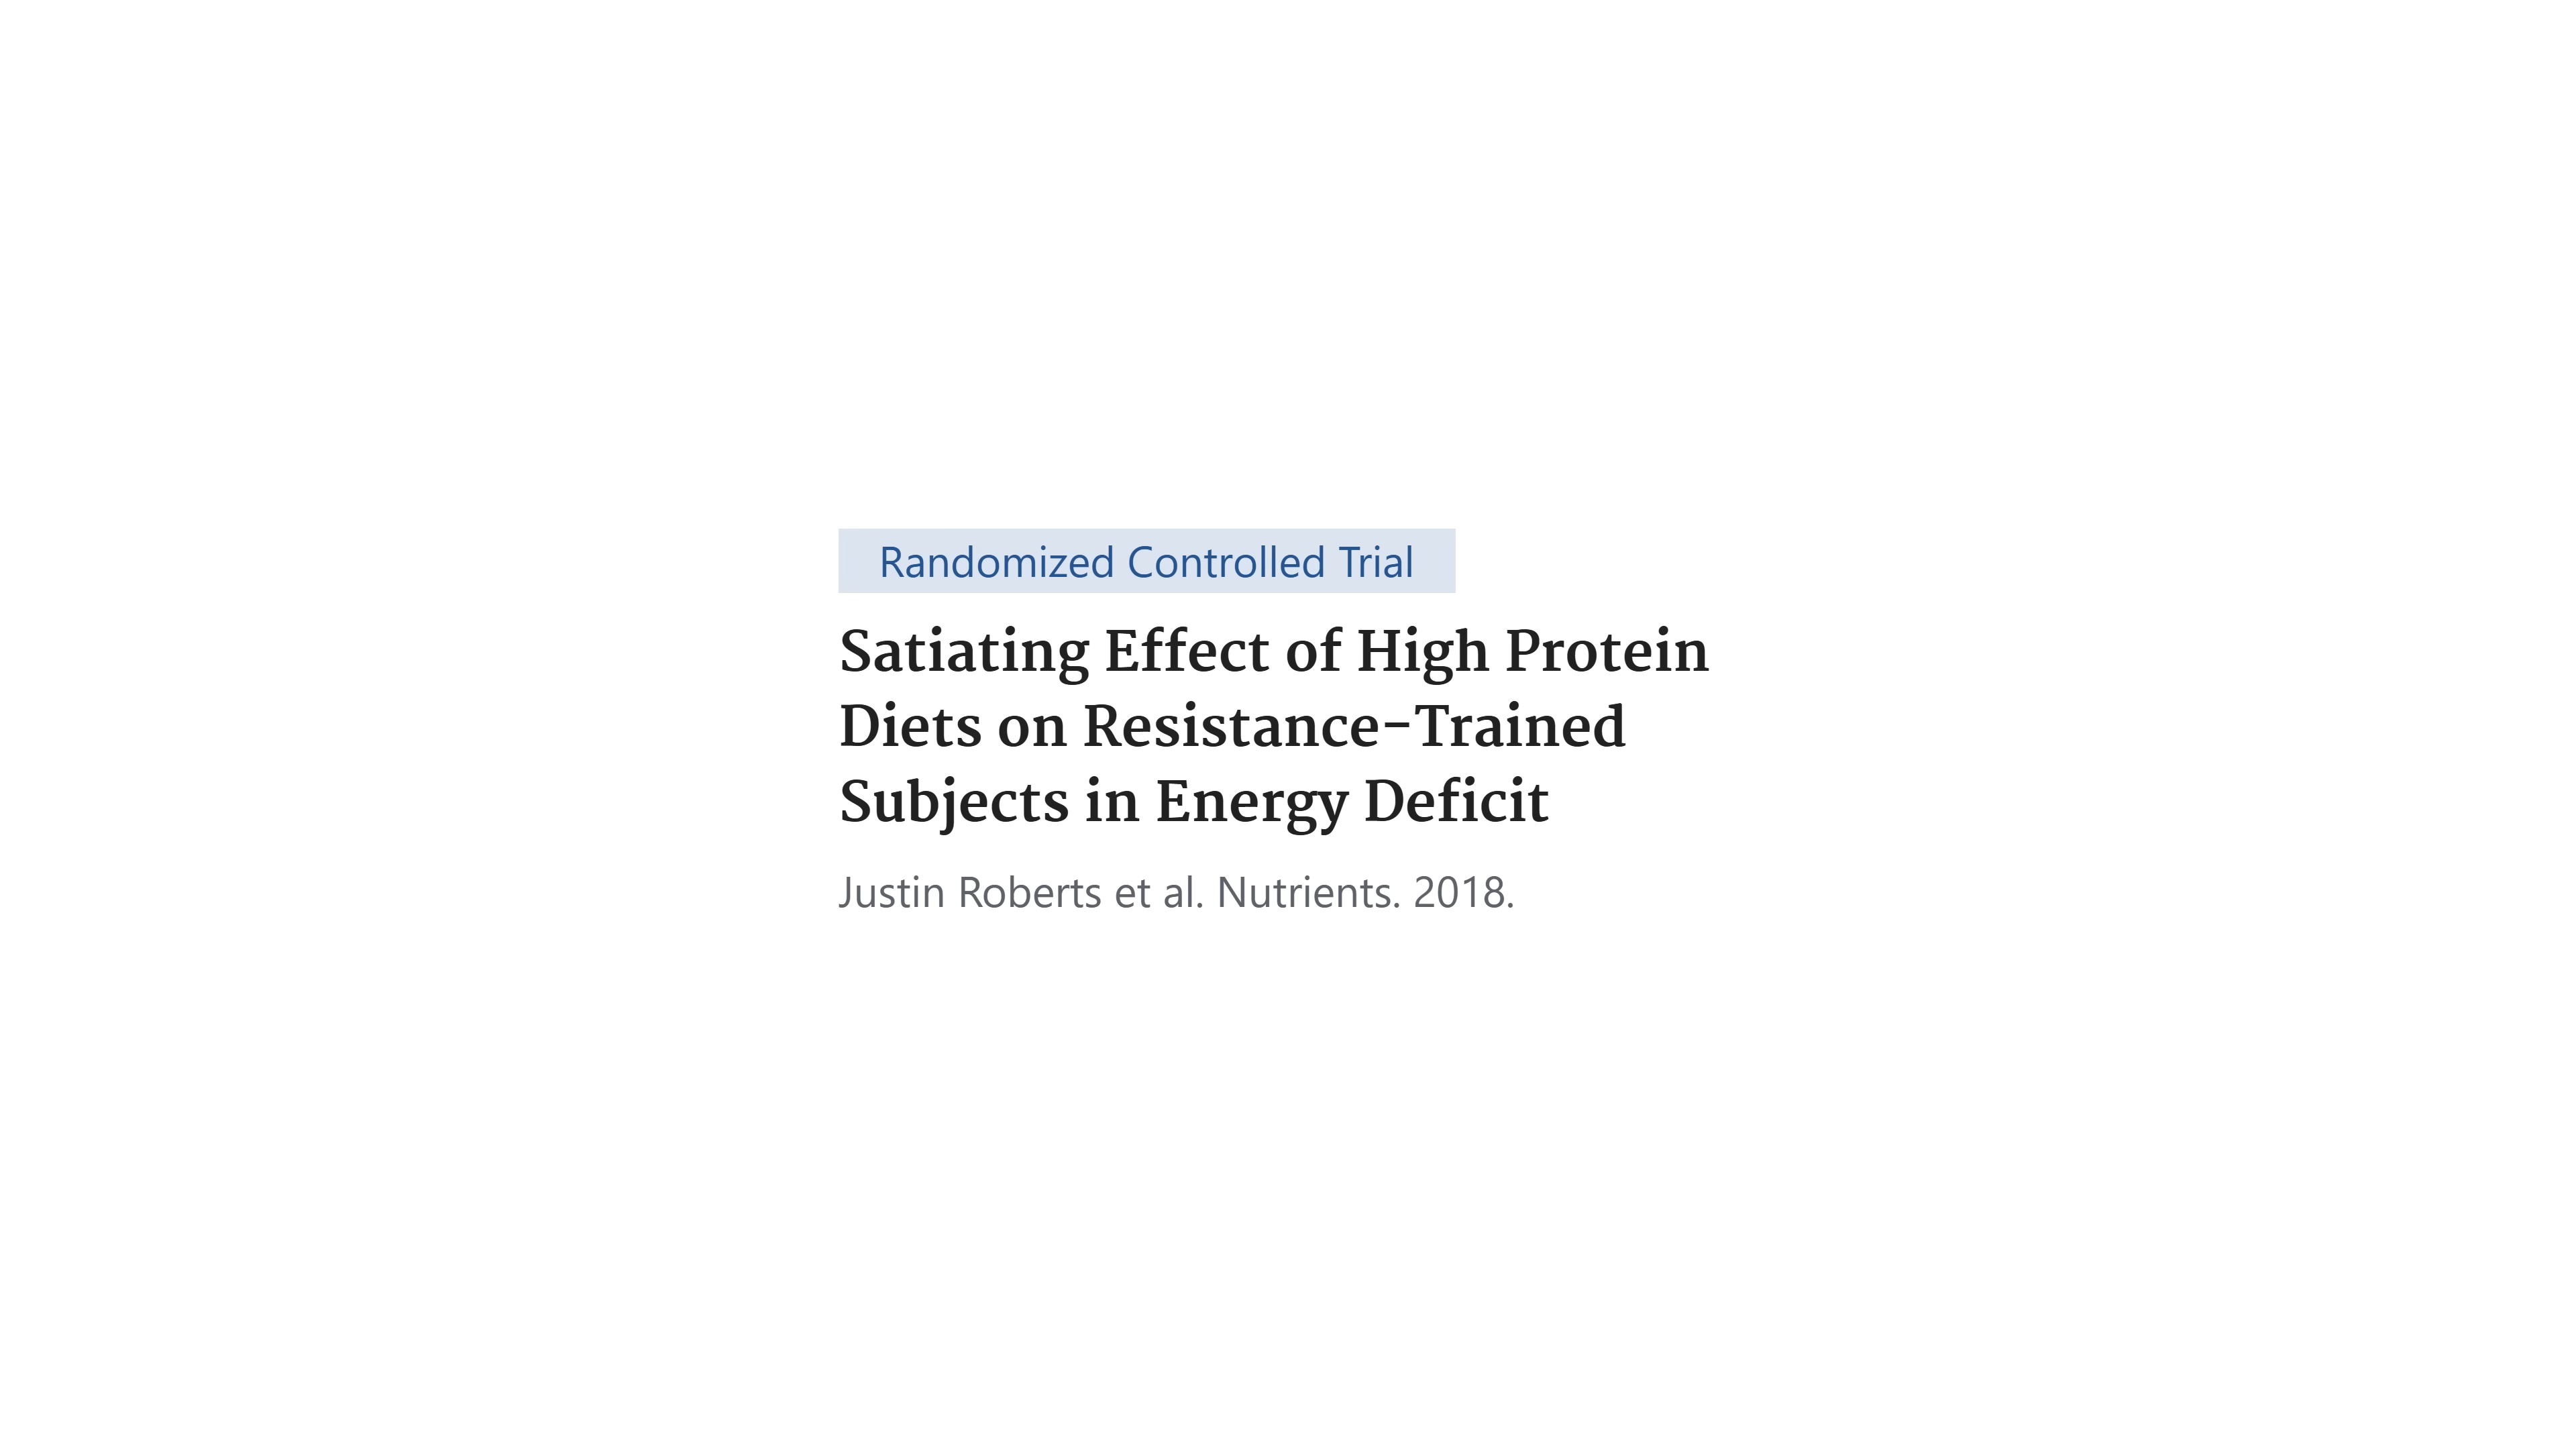 Randomized Controlled Trial
Satiating Effect of High Protein
Diets on Resistance-Trained
Subjects in Energy Deficit
Justin Roberts et al. Nutrients. 2018.